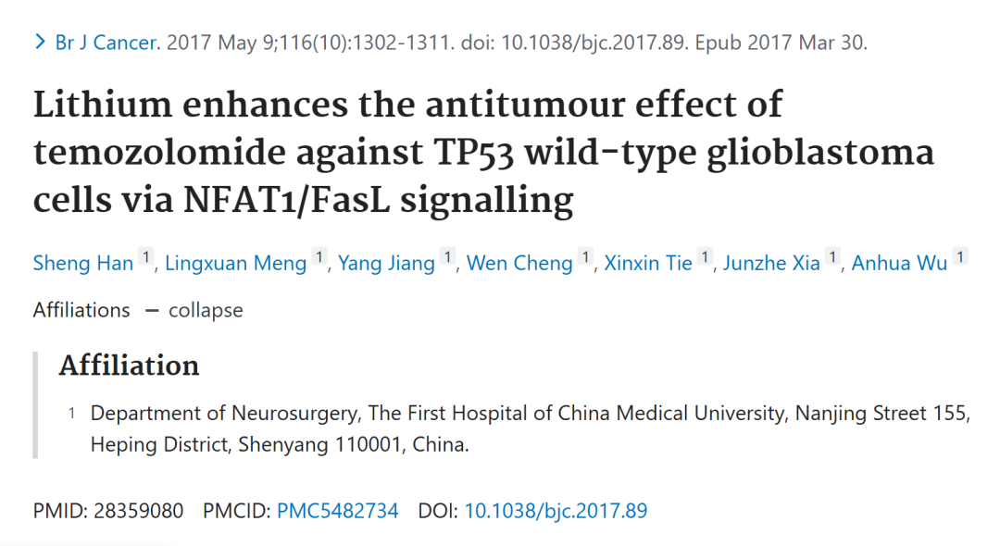 Br J Cancer. 2017 May 9;116(10):1302-1311. doi: 10.1038/bjc.2017.89. Epub 2017 Mar 30.
Lithium enhances the antitumour effect of
temozolomide against TP53 wild-type glioblastoma
cells via NFAT1/FasL signalling
Sheng Han 1, Lingxuan Meng 1, Yang Jiang 1, Wen Cheng 1, Xinxin Tie 1, Junzhe Xia 1, Anhua Wu 1
Affiliations — collapse
Affiliation
1 Department of Neurosurgery, The First Hospital of China Medical University, Nanjing Street 155,
Heping District, Shenyang 110001, China.
PMID: 28359080 PMCID: PMC5482734 DOI: 10.1038/bjc.2017.89